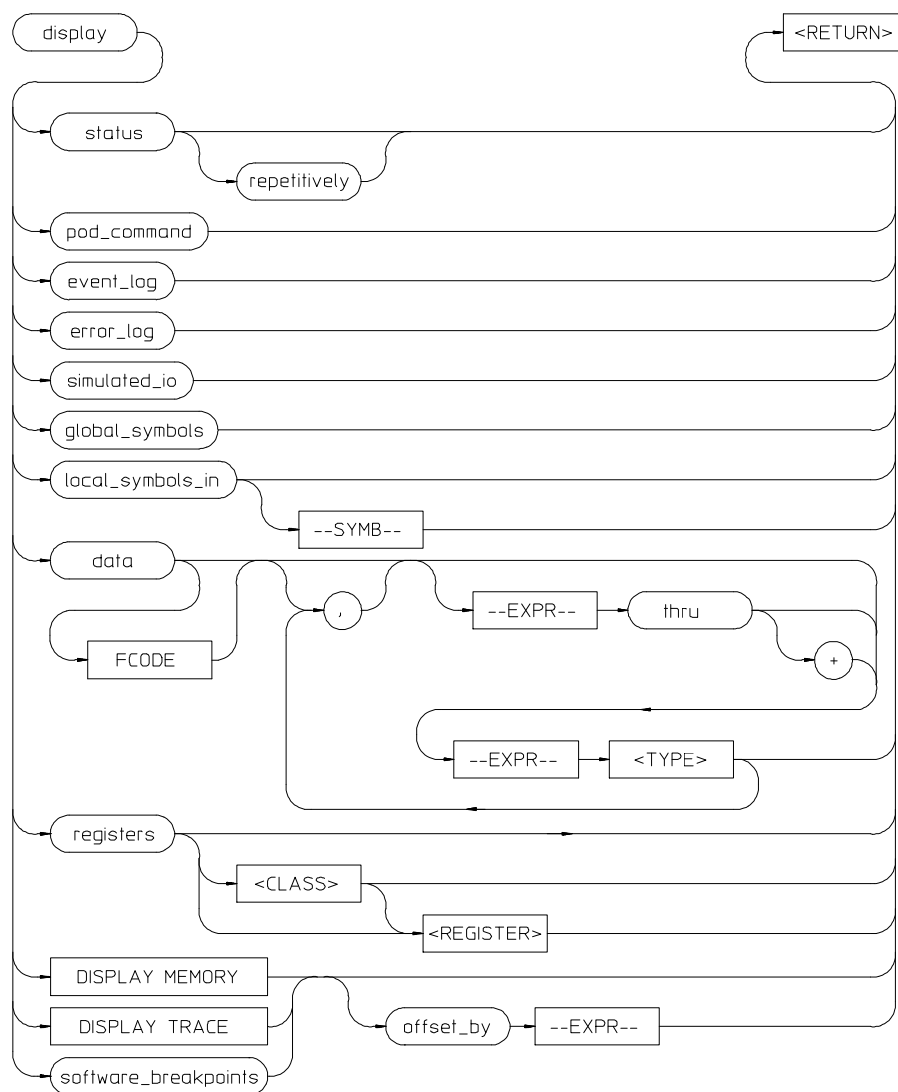 display
<RETURN>
status
repetitively
pod_command
event_log
error_log
simulated_io
global_symbols
local_symbols_in
--SYMB--
data
,
--EXPR--
thru
FCODE
+
--EXPR--
<TYPE>
registers
<CLASS>
<REGISTER>
DISPLAY MEMORY
DISPLAY TRACE
offset_by
--EXPR--
software_breakpoints